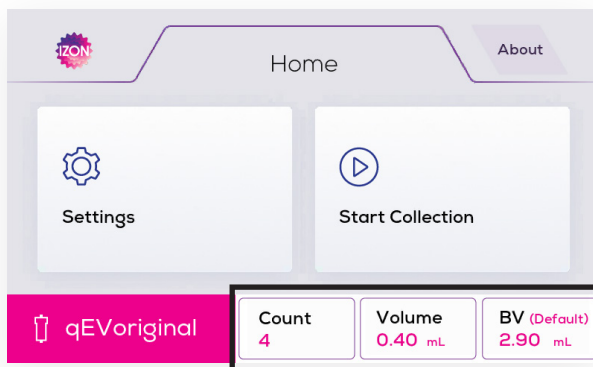 IZON
Home
About
Settings
Start Collection
qEVoriginal
Count
4
Volume
0.40 mL
BV (Default)
2.90 mL